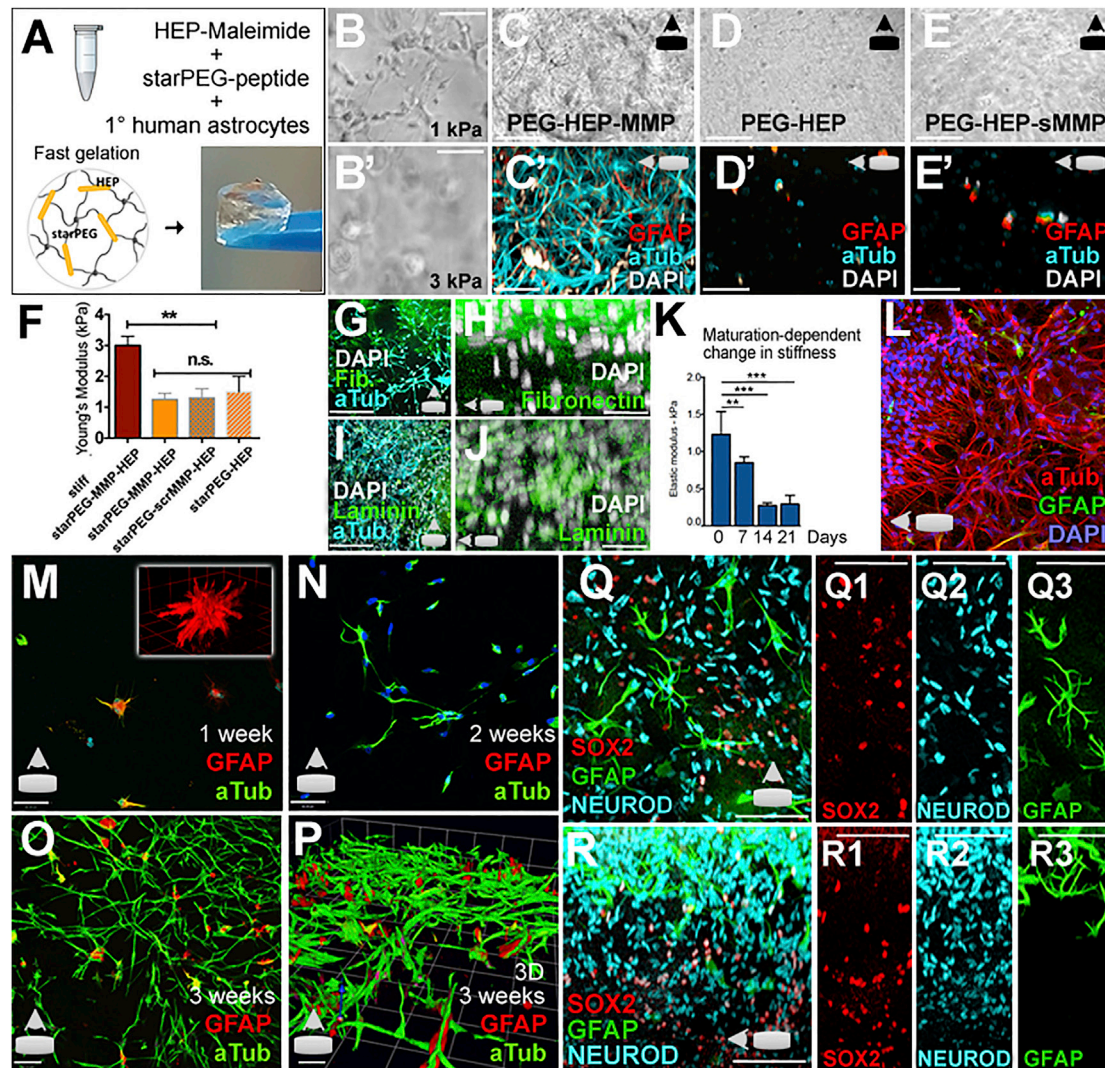 A
HEP-Maleimide
+
starPEG-peptide
+
1° human astrocytes
Fast gelation
HEP
starPEG
B
1 kPa
C
PEG-HEP-MMP
D
PEG-HEP
E
PEG-HEP-sMMP
B'
3 kPa
C'
GFAP
aTub
DAPI
D'
GFAP
aTub
DAPI
E'
GFAP
aTub
DAPI
F
Young's Modulus (kPa)
4
3
2
1
0
**
n.s.
stiff
starPEG-MMP-HEP
starPEG-MMP-HEP
starPEG-scrMMP-HEP
starPEG-HEP
G
DAPI
Fib.
aTub
H
DAPI
Fibronectin
I
DAPI
Laminin
aTub
J
DAPI
Laminin
K
Maturation-dependent
change in stiffness
Elastic modulus - kPa
2.0
1.5
1.0
0.5
0.0
***
***
**
0 7 14 21 Days
L
aTub
GFAP
DAPI
M
1 week
GFAP
aTub
N
2 weeks
GFAP
aTub
O
3 weeks
GFAP
aTub
P
3D
3 weeks
GFAP
aTub
Q
SOX2
GFAP
NEUROD
Q1
SOX2
Q2
NEUROD
Q3
GFAP
R
SOX2
GFAP
NEUROD
R1
SOX2
R2
NEUROD
R3
GFAP